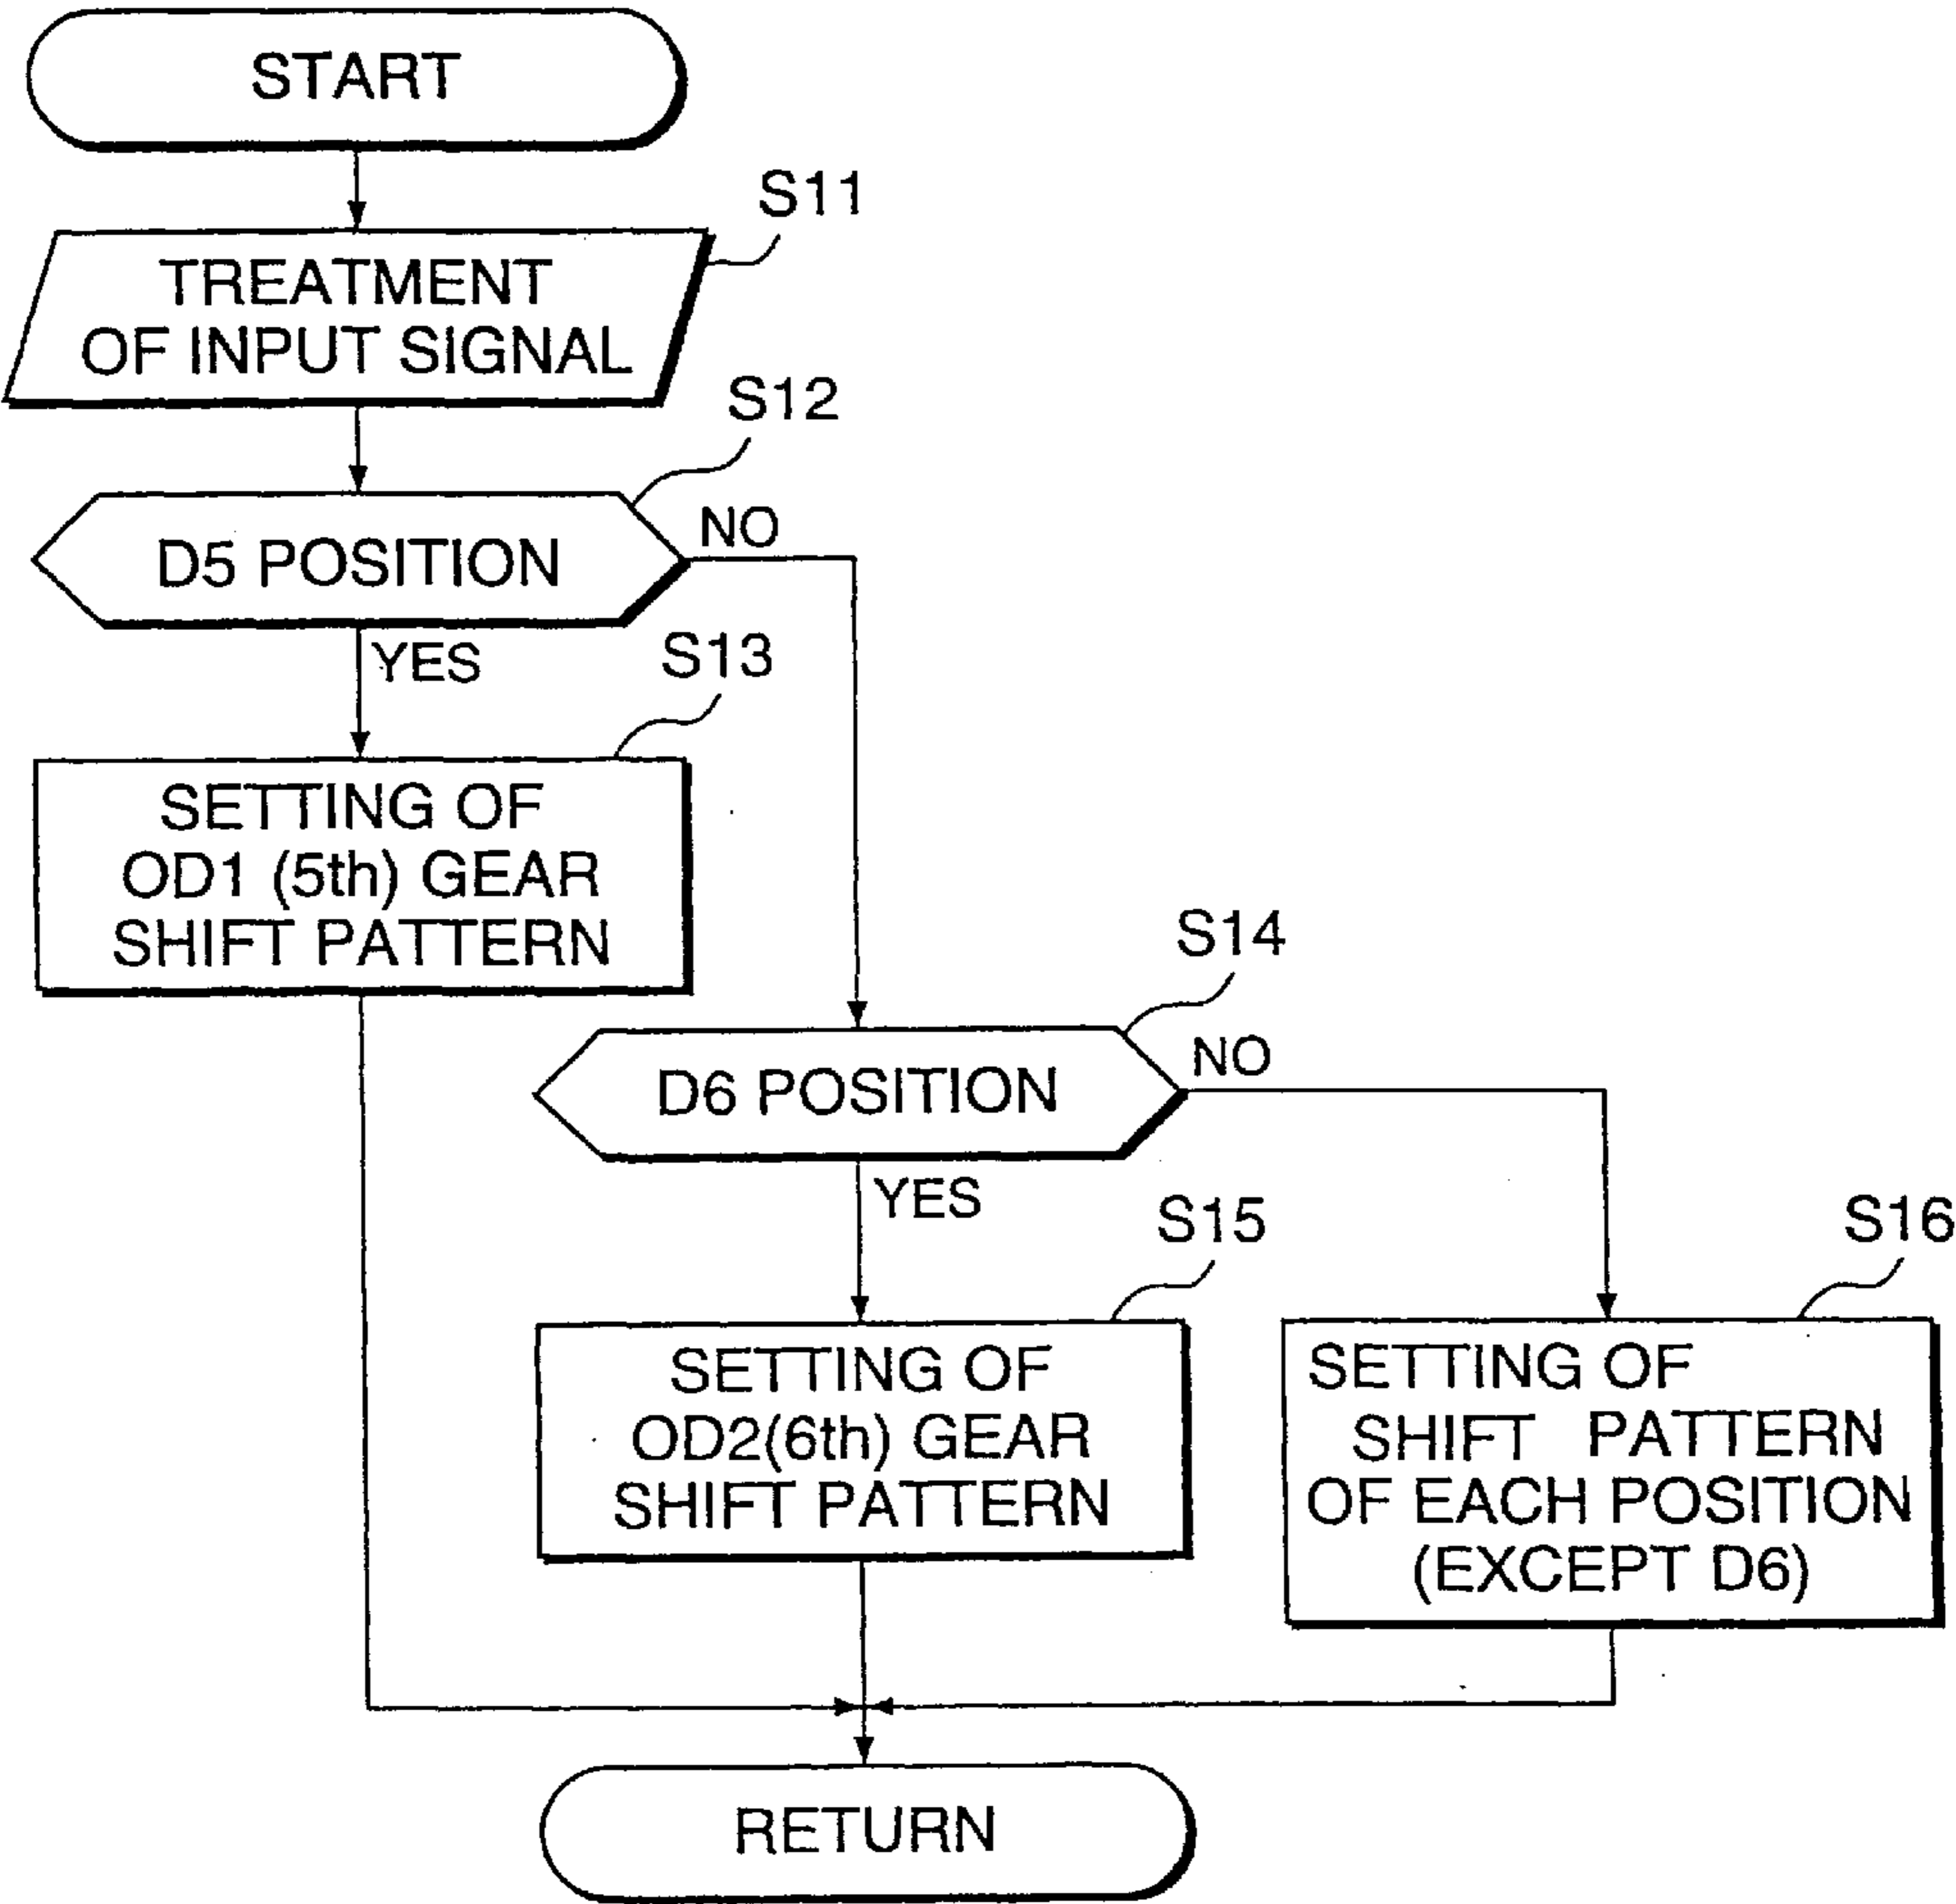 START
S11
TREATMENT
OF INPUT SIGNAL
S12
D5 POSITION
NO
YES
S13
SETTING OF
OD1 (5th) GEAR
SHIFT PATTERN
S14
D6 POSITION
NO
YES
S15
SETTING OF
OD2(6th) GEAR
SHIFT PATTERN
S16
SETTING OF
SHIFT PATTERN
OF EACH POSITION
(EXCEPT D6)
RETURN